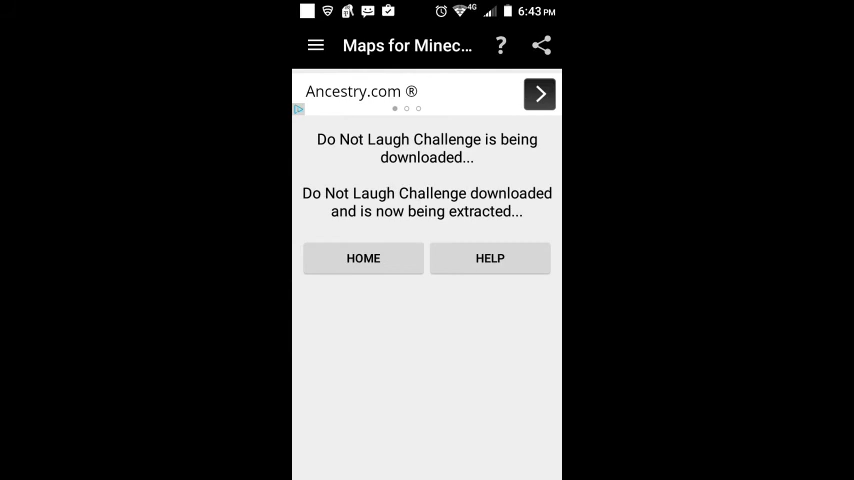 4G 6:43 PM
Maps for Minec... ?
Ancestry.com ®
Do Not Laugh Challenge is being
downloaded...
Do Not Laugh Challenge downloaded
and is now being extracted...
HOME HELP